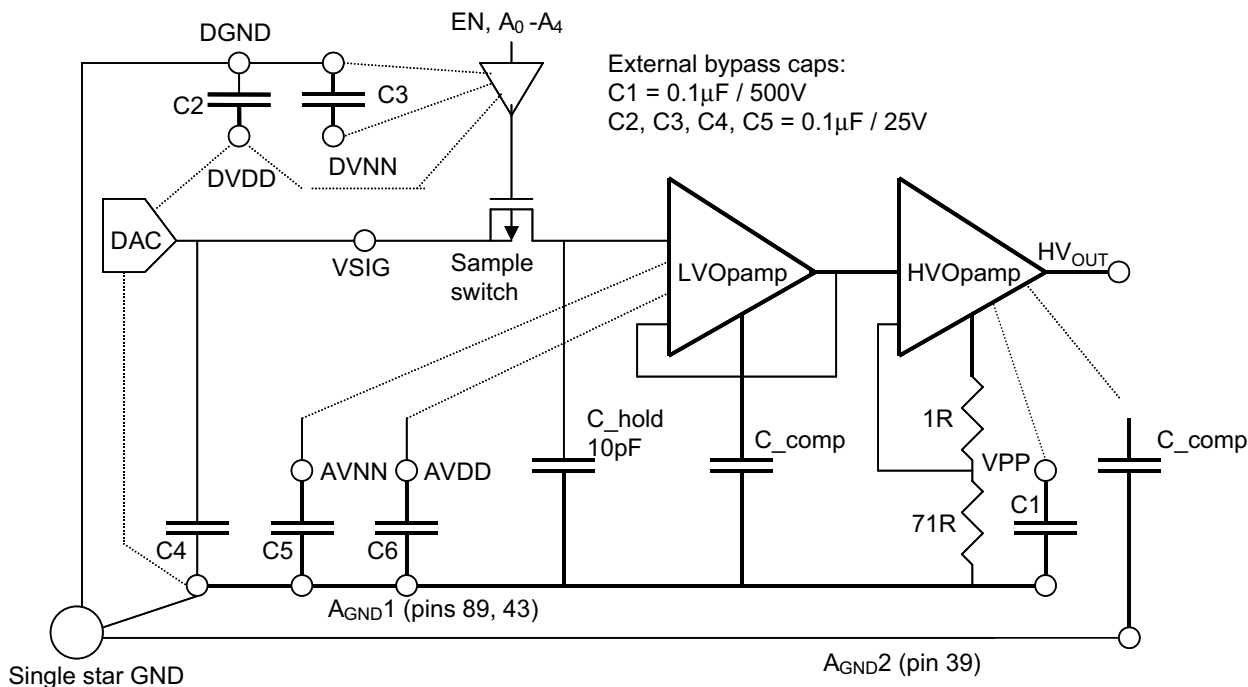 EN, A0 -A4
DGND
External bypass caps:
C1 = 0.1µF / 500V
C2, C3, C4, C5 = 0.1µF / 25V
C2
C3
DVDD
DVNN
DAC
VSIG
Sample
switch
LVOpamp
HVOpamp
HVOUT
C_hold
10pF
C_comp
1R
VPP
C_comp
AVNN
AVDD
C1
71R
C4
C5
C6
AGND1 (pins 89, 43)
Single star GND
AGND2 (pin 39)